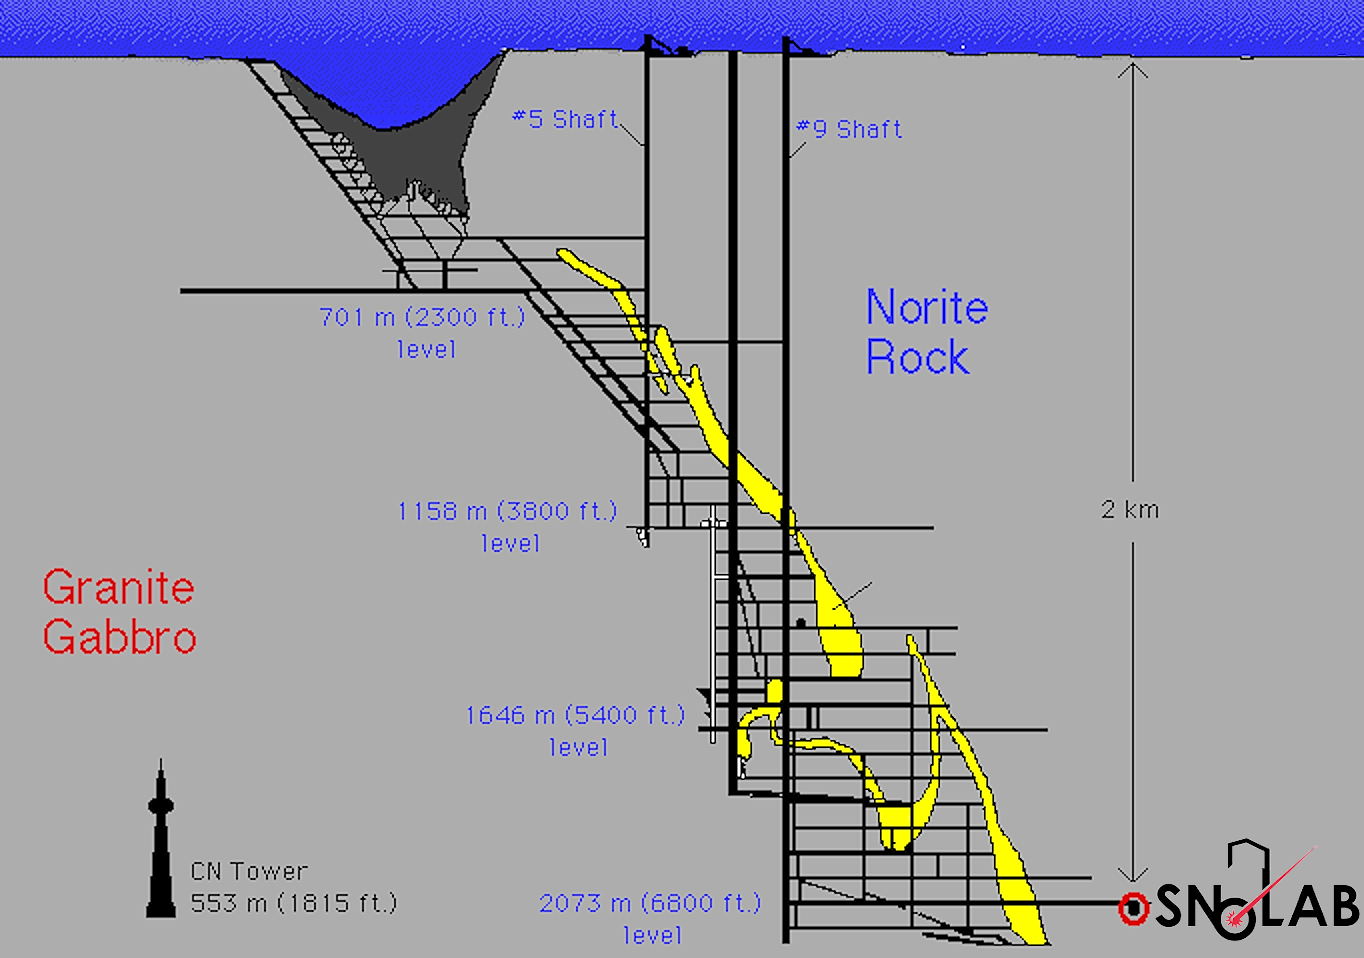 #5 Shaft
#9 Shaft
701 m (2300 ft.)
level
Norite
Rock
1158 m (3800 ft.)
level
2 km
Granite
Gabbro
1646 m (5400 ft.)
level
CN Tower
553 m (1815 ft.)
2073 m (6800 ft.)
level
SNOLAB